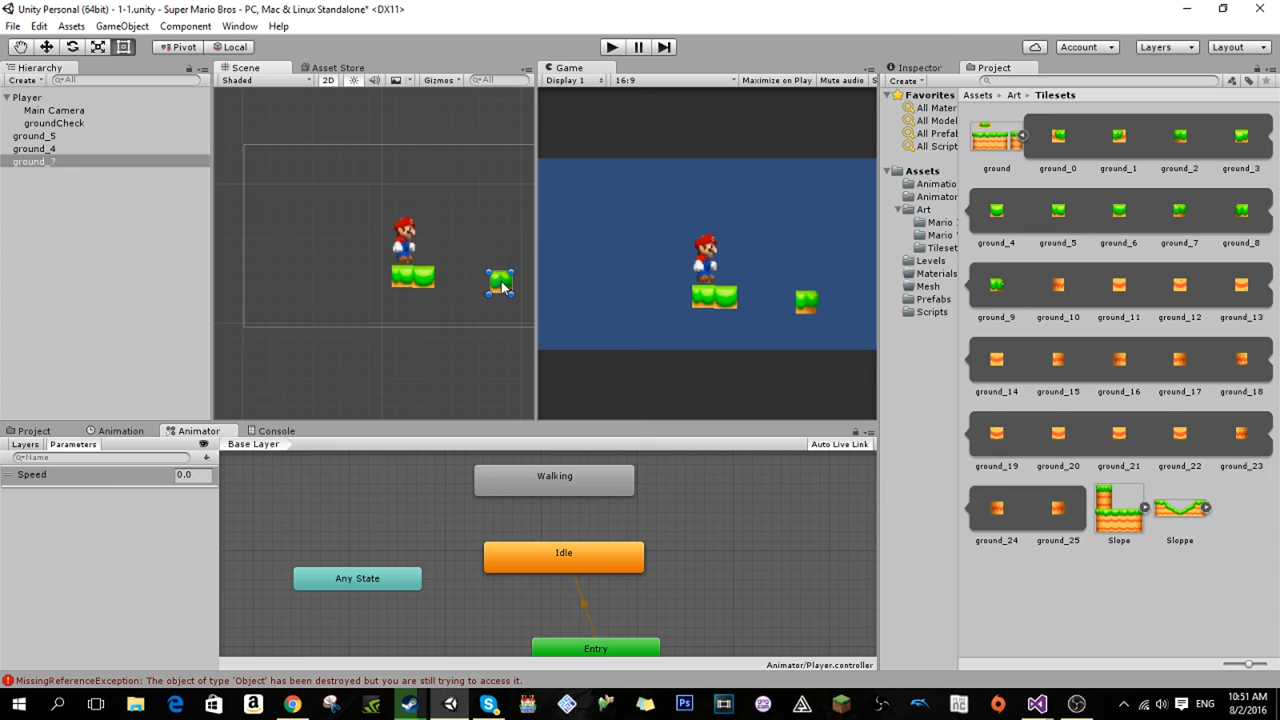 Unity Personal (64bit) - 1-1.unity - Super Mario Bros - PC, Mac & Linux Standalone* <DX11>
File Edit Assets GameObject Component Window Help
Pivot Local Account Layers Layout
Hierarchy Scene Asset Store Game Inspector Project
Create All Shaded 2D Gizmos All Display 1 16:9 Maximize on Play Mute audio S Create
Player
Main Camera
groundCheck
ground_5
ground_4
ground_7
Favorites
All Mater
All Model
All Prefa
All Script
Assets
Animatio
Animator
Art
Mario
Mario
Tileset
Levels
Materials
Mesh
Prefabs
Scripts
Assets Art Tilesets
ground ground_0 ground_1 ground_2 ground_3
ground_4 ground_5 ground_6 ground_7 ground_8
ground_9 ground_10 ground_11 ground_12 ground_13
ground_14 ground_15 ground_16 ground_17 ground_18
ground_19 ground_20 ground_21 ground_22 ground_23
ground_24 ground_25 Slope Sloppe
Project Animation Animator Console
Layers Parameters Base Layer Auto Live Link
Name
Speed 0.0
Walking
Idle
Any State
Entry
Animator/Player.controller
MissingReferenceException: The object of type 'Object' has been destroyed but you are still trying to access it.
ENG
10:51 AM
8/2/2016